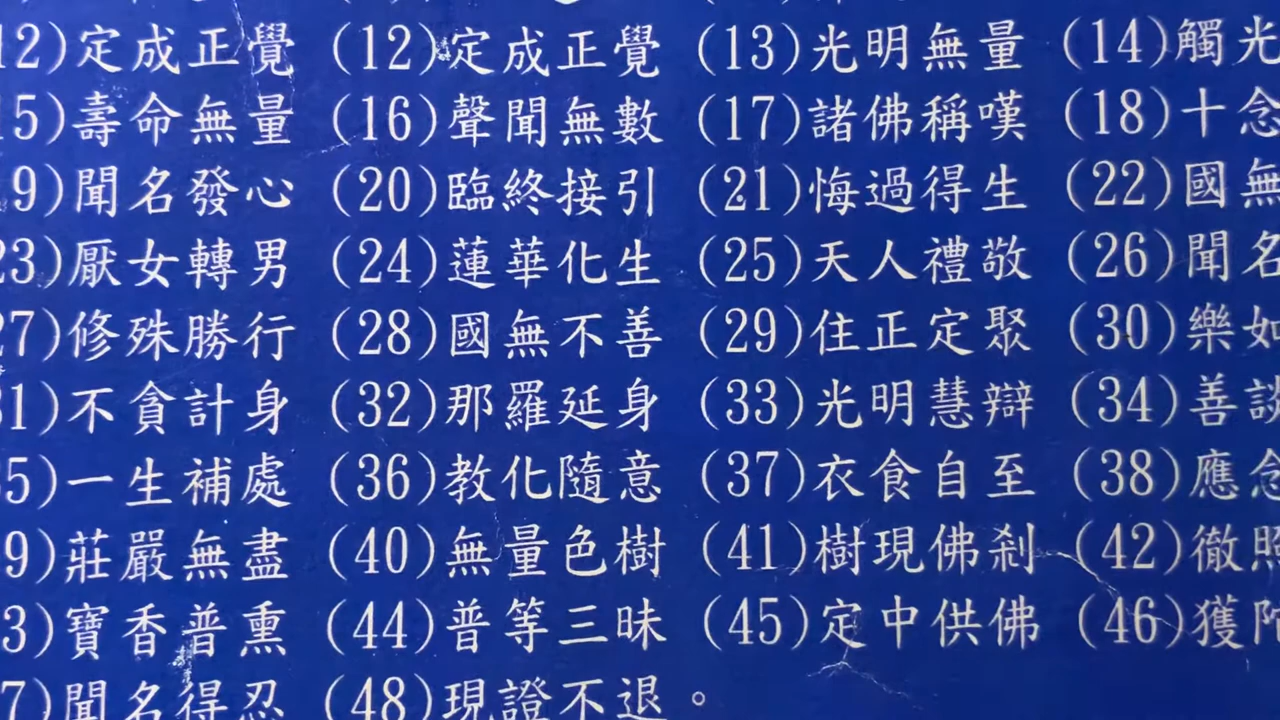 12)定成正覺 (12)定成正覺 (13)光明無量 (14)觸光
5)壽命無量 (16)聲聞無數 (17)諸佛稱嘆 (18)十念
9)聞名發心 (20)臨終接引 (21)悔過得生 (22)國無
23)厭女轉男 (24)蓮華化生 (25)天人禮敬 (26)聞名
27)修殊勝行 (28)國無不善 (29)住正定聚 (30)樂如
31)不貪計身 (32)那羅延身 (33)光明慧辯 (34)善談
35)一生補處 (36)教化隨意 (37)衣食自至 (38)應念
9)莊嚴無盡 (40)無量色樹 (41)樹現佛剎 (42)徹照
3)寶香普熏 (44)普等三昧 (45)定中供佛 (46)獲陀
7)聞名得忍 (48)現證不退。